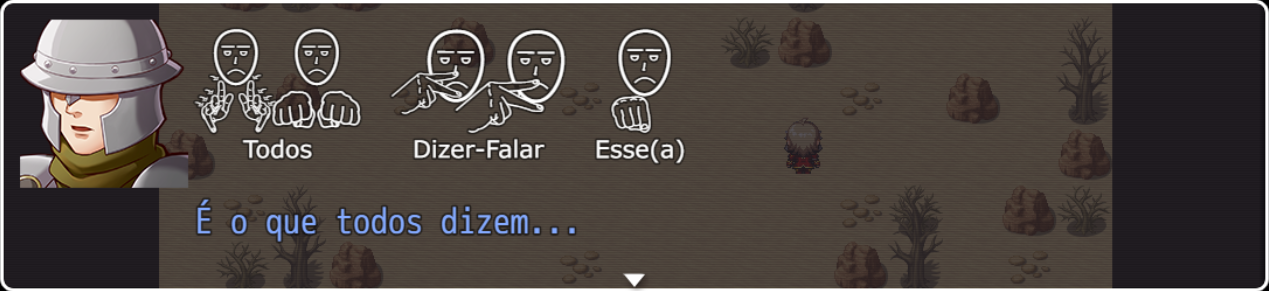 Todos Dizer-Falar Esse(a)
É o que todos dizem...